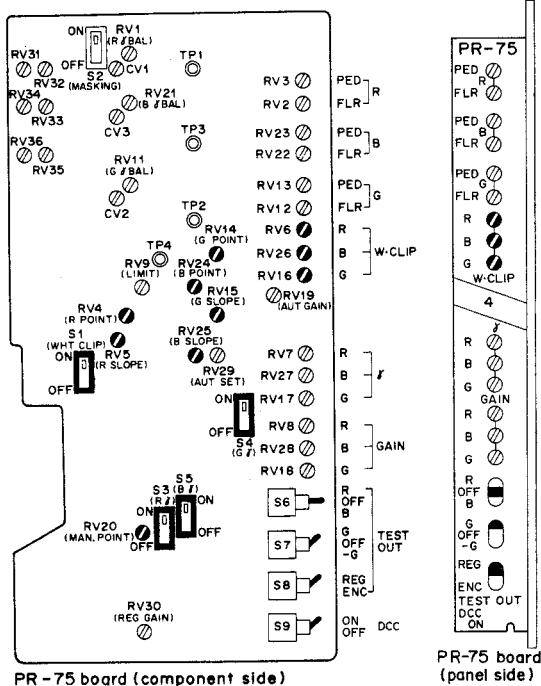 ON
OFF
S2
(MASKING)
RV1
(R γ BAL)
CV1
TP1
RV31
RV32
RV34
RV33
RV21
(B γ BAL)
CV3
TP3
RV36
RV35
RV11
(G γ BAL)
CV2
TP2
RV14
(G POINT)
TP4
RV9
(LIMIT)
RV24
(B POINT)
RV15
(G SLOPE)
RV4
(R POINT)
S1
(WHT CLIP)
ON
OFF
RV5
(R SLOPE)
RV25
(B SLOPE)
RV29
(AUT SET)
ON
OFF
S4
(G γ)
S5
(B γ)
S3
(R γ)
ON
OFF
ON
OFF
RV20
(MAN. POINT)
RV30
(REG GAIN)
RV3 PED
RV2 FLR
R
RV23 PED
RV22 FLR
B
RV13 PED
RV12 FLR
G
RV6 R
RV26 B
RV16 G
W·CLIP
RV19
(AUT GAIN)
RV7 R
RV27 B
RV17 G
γ
RV8 R
RV28 B
RV18 G
GAIN
S6
R
OFF
B
S7
G
OFF
-G
TEST
OUT
S8
REG
ENC
S9
ON
OFF
DCC
PR-75 board (component side)
PR-75
PED
R
FLR
PED
B
FLR
PED
G
FLR
R
B
G
W·CLIP
4
γ
R
B
G
GAIN
R
B
G
R
OFF
B
G
OFF
-G
REG
ENC
TEST OUT
DCC
ON
PR-75 board
(panel side)